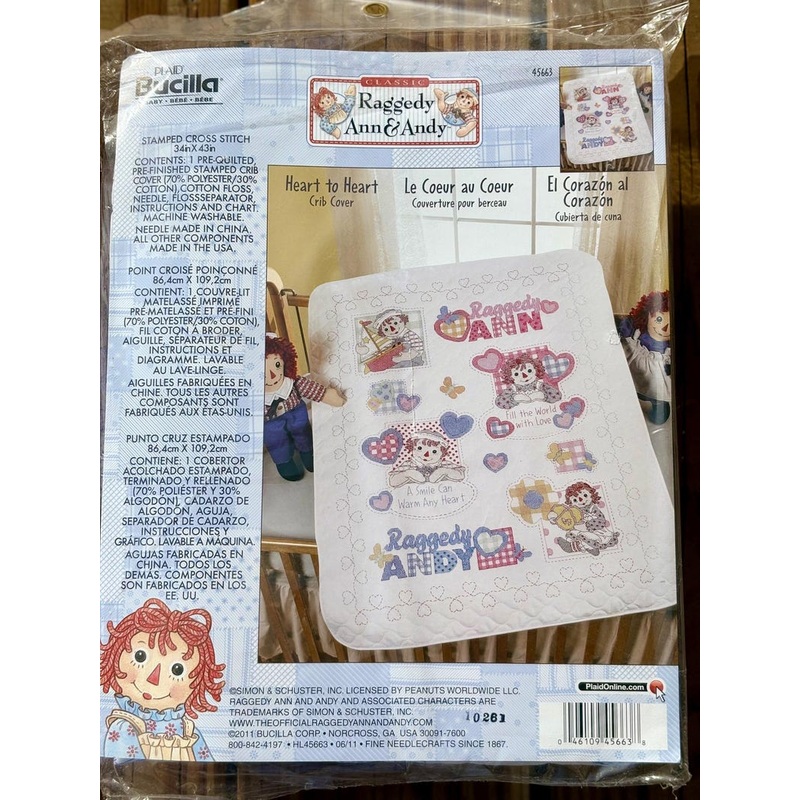 PLAID
Bucilla®
BABY • BÉBÉ • BEBE
CLASSIC
Raggedy
Ann & Andy
45663
STAMPED CROSS STITCH
34in X 43in
CONTENTS: 1 PRE-QUILTED,
PRE-FINISHED STAMPED CRIB
COVER (70% POLYESTER/30%
COTTON), COTTON FLOSS,
NEEDLE, FLOSSSEPARATOR,
INSTRUCTIONS AND CHART.
MACHINE WASHABLE.
NEEDLE MADE IN CHINA,
ALL OTHER COMPONENTS
MADE IN THE USA.
POINT CROISÉ POINÇONNÉ
86,4cm X 109,2cm
CONTIENT: 1 COUVRE-LIT
MATELASSÉ IMPRIMÉ
PRÉ-MATELASSÉ ET PRÉ-FINI
(70% POLYESTER/30% COTON),
FIL COTON À BRODER,
AIGUILLE, SÉPARATEUR DE FIL,
INSTRUCTIONS ET
DIAGRAMME. LAVABLE
AU LAVE-LINGE.
AIGUILLES FABRIQUÉES EN
CHINE. TOUS LES AUTRES
COMPOSANTS SONT
FABRIQUÉS AUX ÉTAS-UNIS.
PUNTO CRUZ ESTAMPADO
86,4cm X 109,2cm
CONTIENE: 1 COBERTOR
ACOLCHADO ESTAMPADO,
TERMINADO Y RELLENADO
(70% POLIÉSTER Y 30%
ALGODÓN), CADARZO DE
ALGODÓN, AGUJA,
SEPARADOR DE CADARZO,
INSTRUCCIONES Y
GRÁFICO. LAVABLE A MAQUINA.
AGUJAS FABRICADAS EN
CHINA. TODOS LOS
DEMÁS. COMPONENTES
SON FABRICADOS EN LOS
EE. UU.
Heart to Heart
Crib Cover
Le Coeur au Coeur
Couverture pour berceau
El Corazón al
Corazón
Cubierta de cuna
ANN
Raggedy
ANDY
Raggedy
ANN
Fill the World
with Love
A Smile Can
Warm Any Heart
Raggedy
ANDY
©SIMON & SCHUSTER, INC. LICENSED BY PEANUTS WORLDWIDE LLC.
RAGGEDY ANN AND ANDY AND ASSOCIATED CHARACTERS ARE
TRADEMARKS OF SIMON & SCHUSTER, INC.
WWW.THEOFFICIALRAGGEDYANNANDANDY.COM
©2011 BUCILLA CORP. • NORCROSS, GA USA 30091-7600
800-842-4197 • HL45663 • 06/11 • FINE NEEDLECRAFTS SINCE 1867.
10261
PlaidOnline.com
0 46109 45663 8